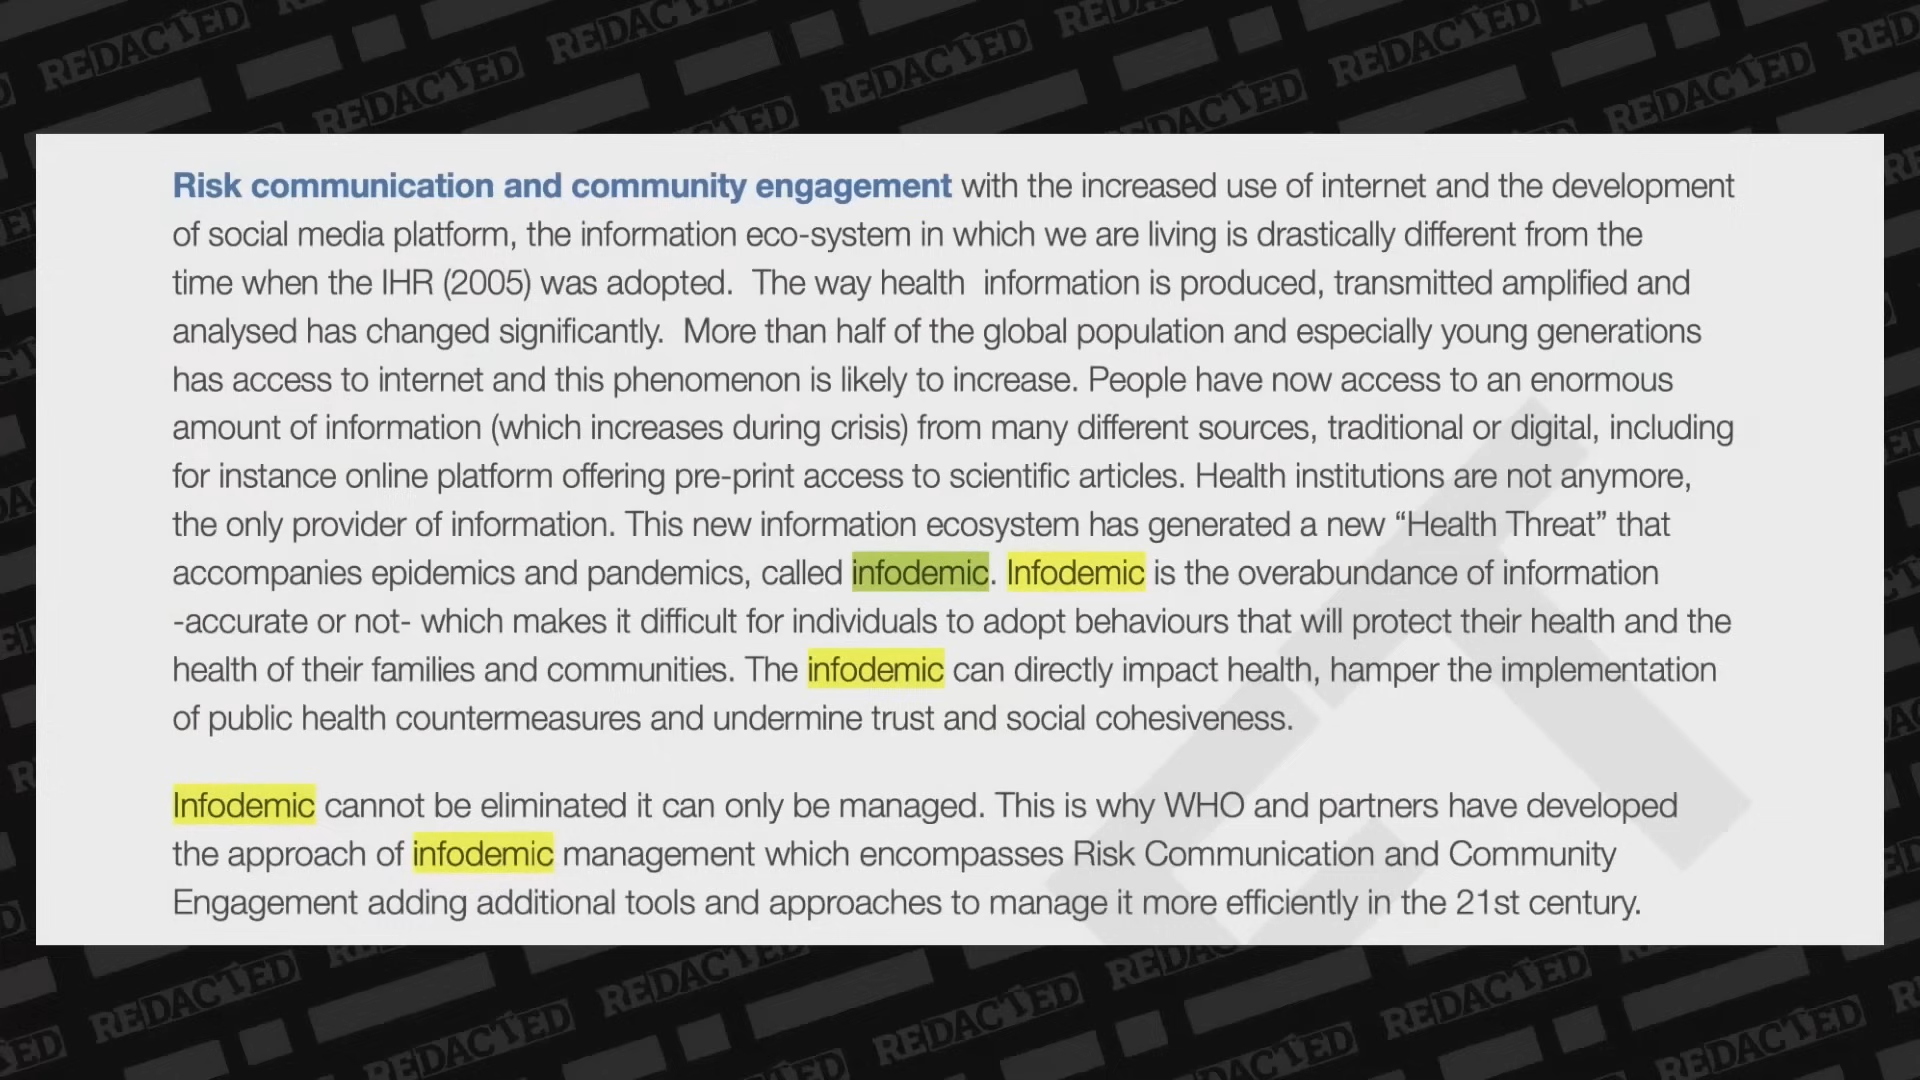 Risk communication and community engagement with the increased use of internet and the development
of social media platform, the information eco-system in which we are living is drastically different from the
time when the IHR (2005) was adopted.  The way health  information is produced, transmitted amplified and
analysed has changed significantly.  More than half of the global population and especially young generations
has access to internet and this phenomenon is likely to increase. People have now access to an enormous
amount of information (which increases during crisis) from many different sources, traditional or digital, including
for instance online platform offering pre-print access to scientific articles. Health institutions are not anymore,
the only provider of information. This new information ecosystem has generated a new “Health Threat” that
accompanies epidemics and pandemics, called infodemic. Infodemic is the overabundance of information
-accurate or not- which makes it difficult for individuals to adopt behaviours that will protect their health and the
health of their families and communities. The infodemic can directly impact health, hamper the implementation
of public health countermeasures and undermine trust and social cohesiveness.
Infodemic cannot be eliminated it can only be managed. This is why WHO and partners have developed
the approach of infodemic management which encompasses Risk Communication and Community
Engagement adding additional tools and approaches to manage it more efficiently in the 21st century.